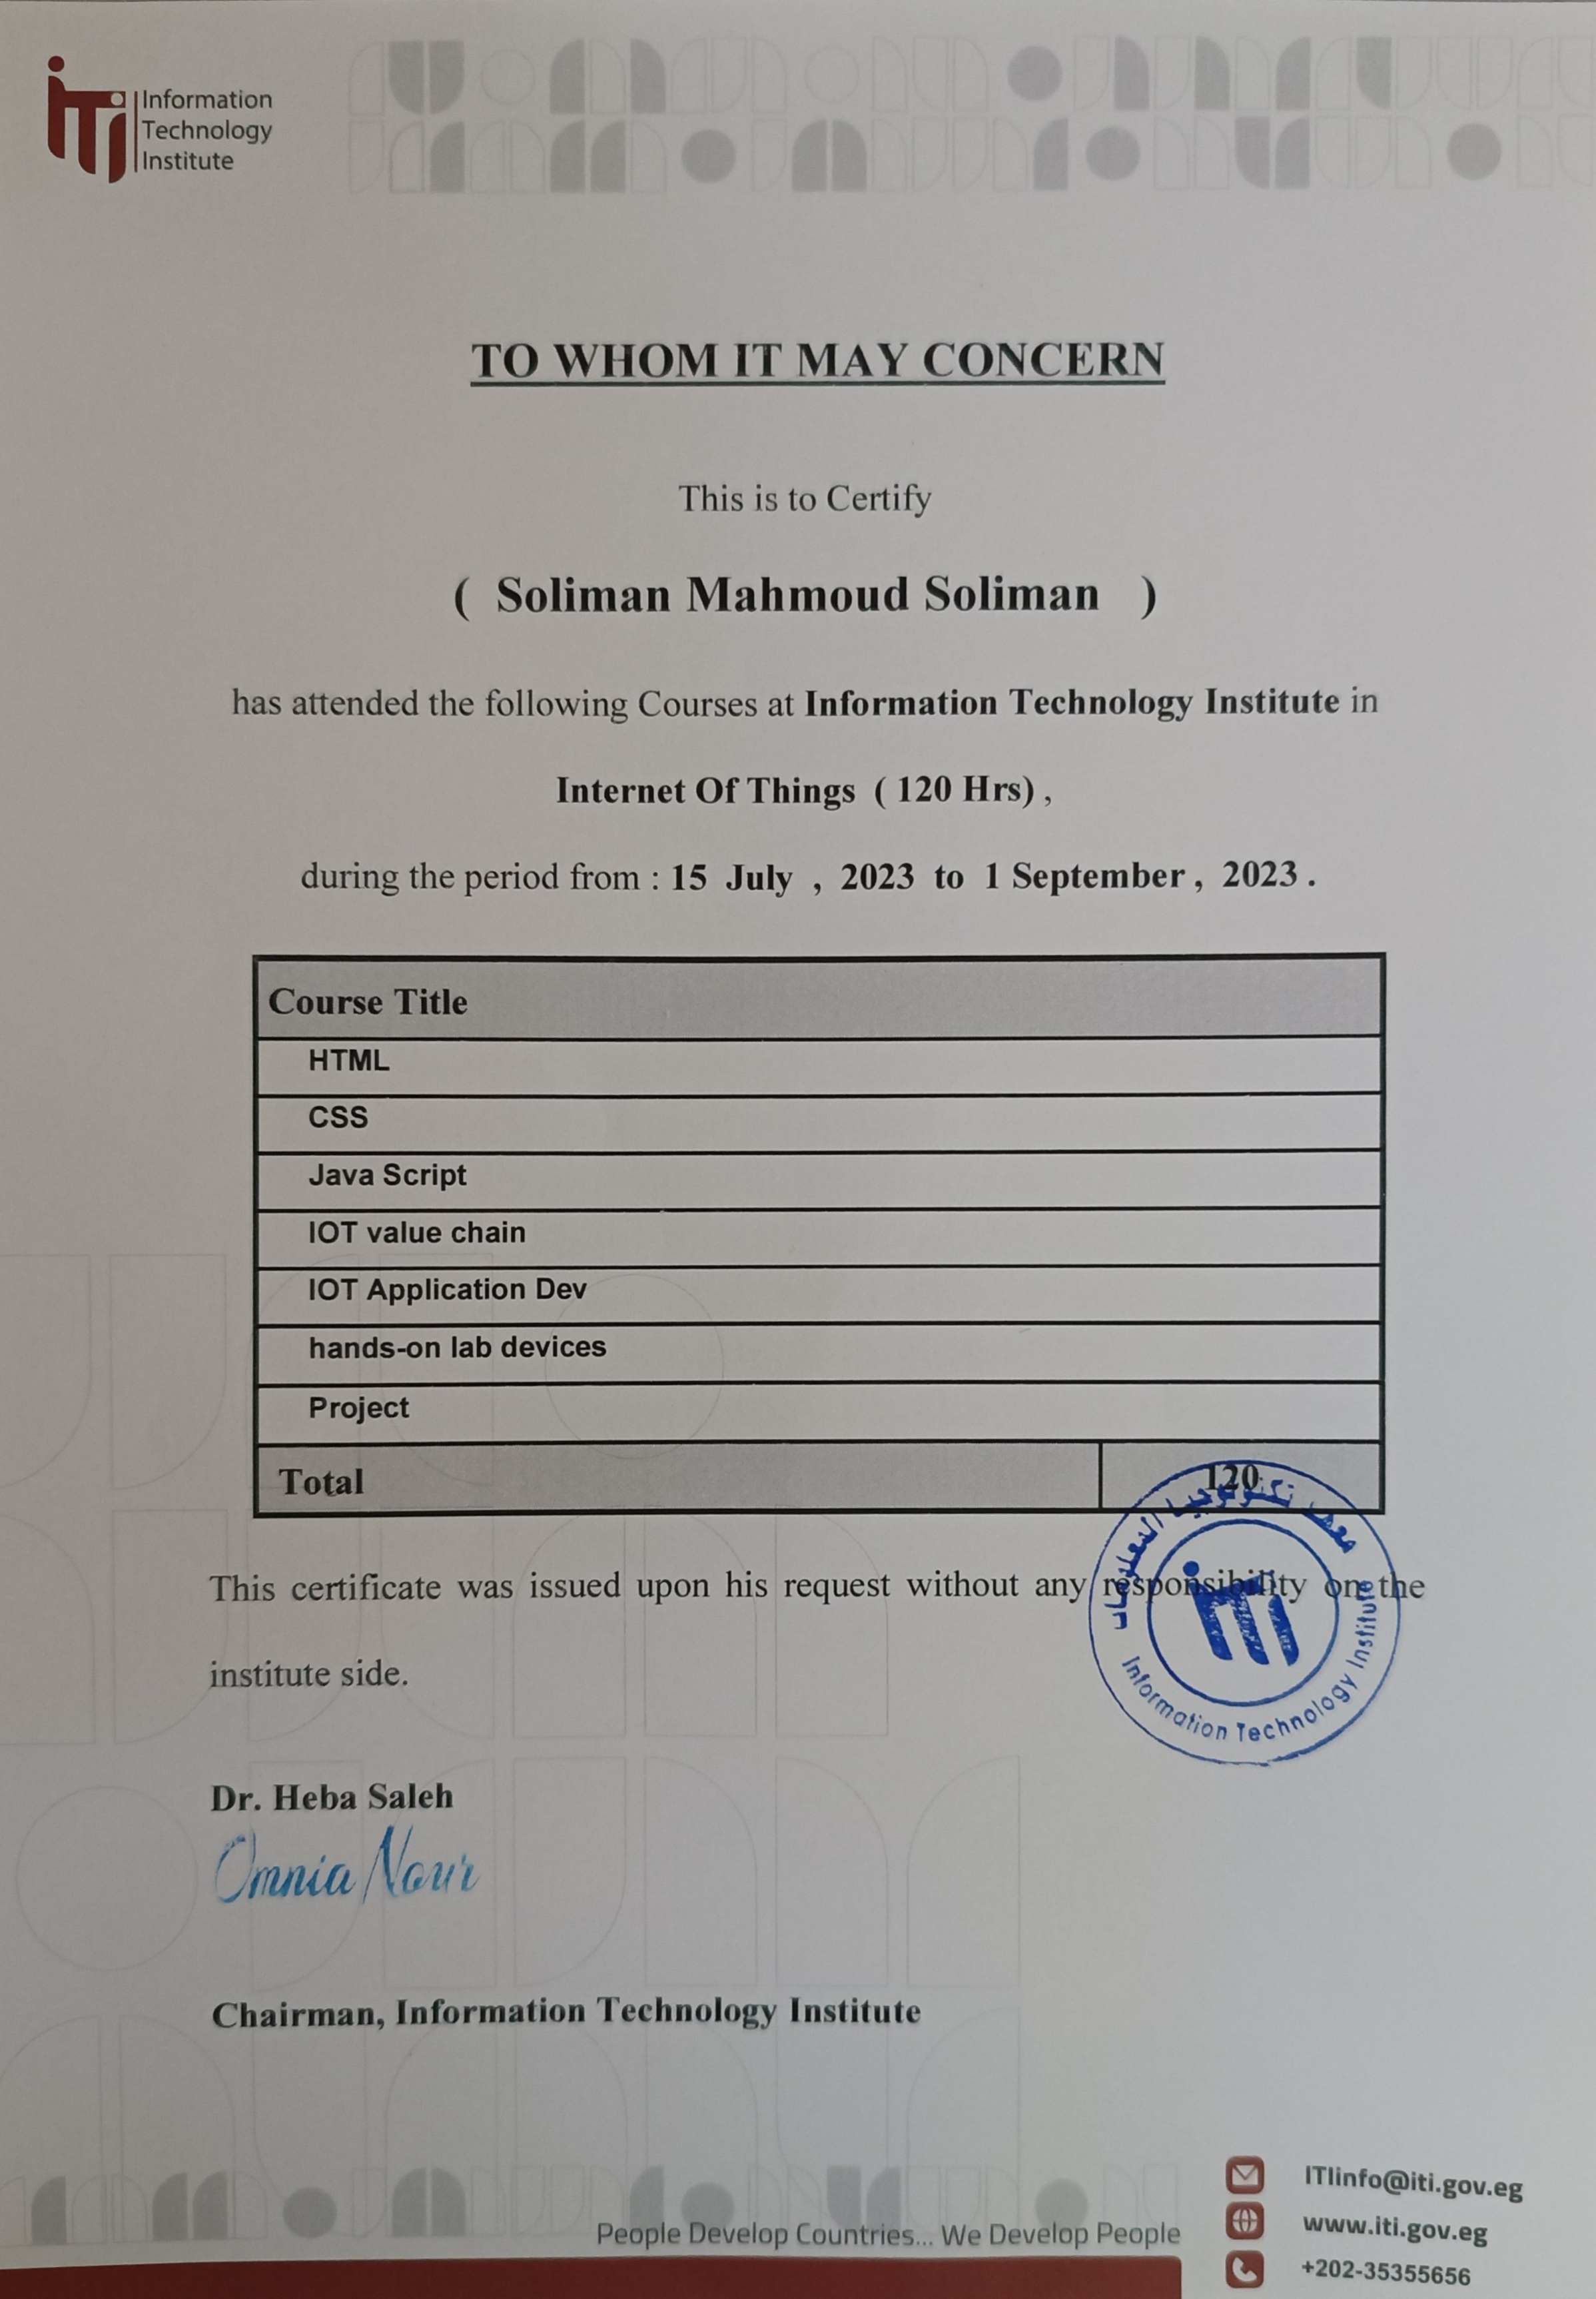 iTi
Information
Technology
Institute
TO WHOM IT MAY CONCERN
This is to Certify
( Soliman Mahmoud Soliman )
has attended the following Courses at Information Technology Institute in
Internet Of Things ( 120 Hrs) ,
during the period from : 15 July , 2023 to 1 September , 2023 .
Course Title
HTML
CSS
Java Script
IOT value chain
IOT Application Dev
hands-on lab devices
Project
Total 120
معهد تكنولوجيا المعلومات
iTi
Information Technology Institute
This certificate was issued upon his request without any responsibility on the
institute side.
Dr. Heba Saleh
Omnia Nour
Chairman, Information Technology Institute
People Develop Countries... We Develop People
ITIinfo@iti.gov.eg
www.iti.gov.eg
+202-35355656